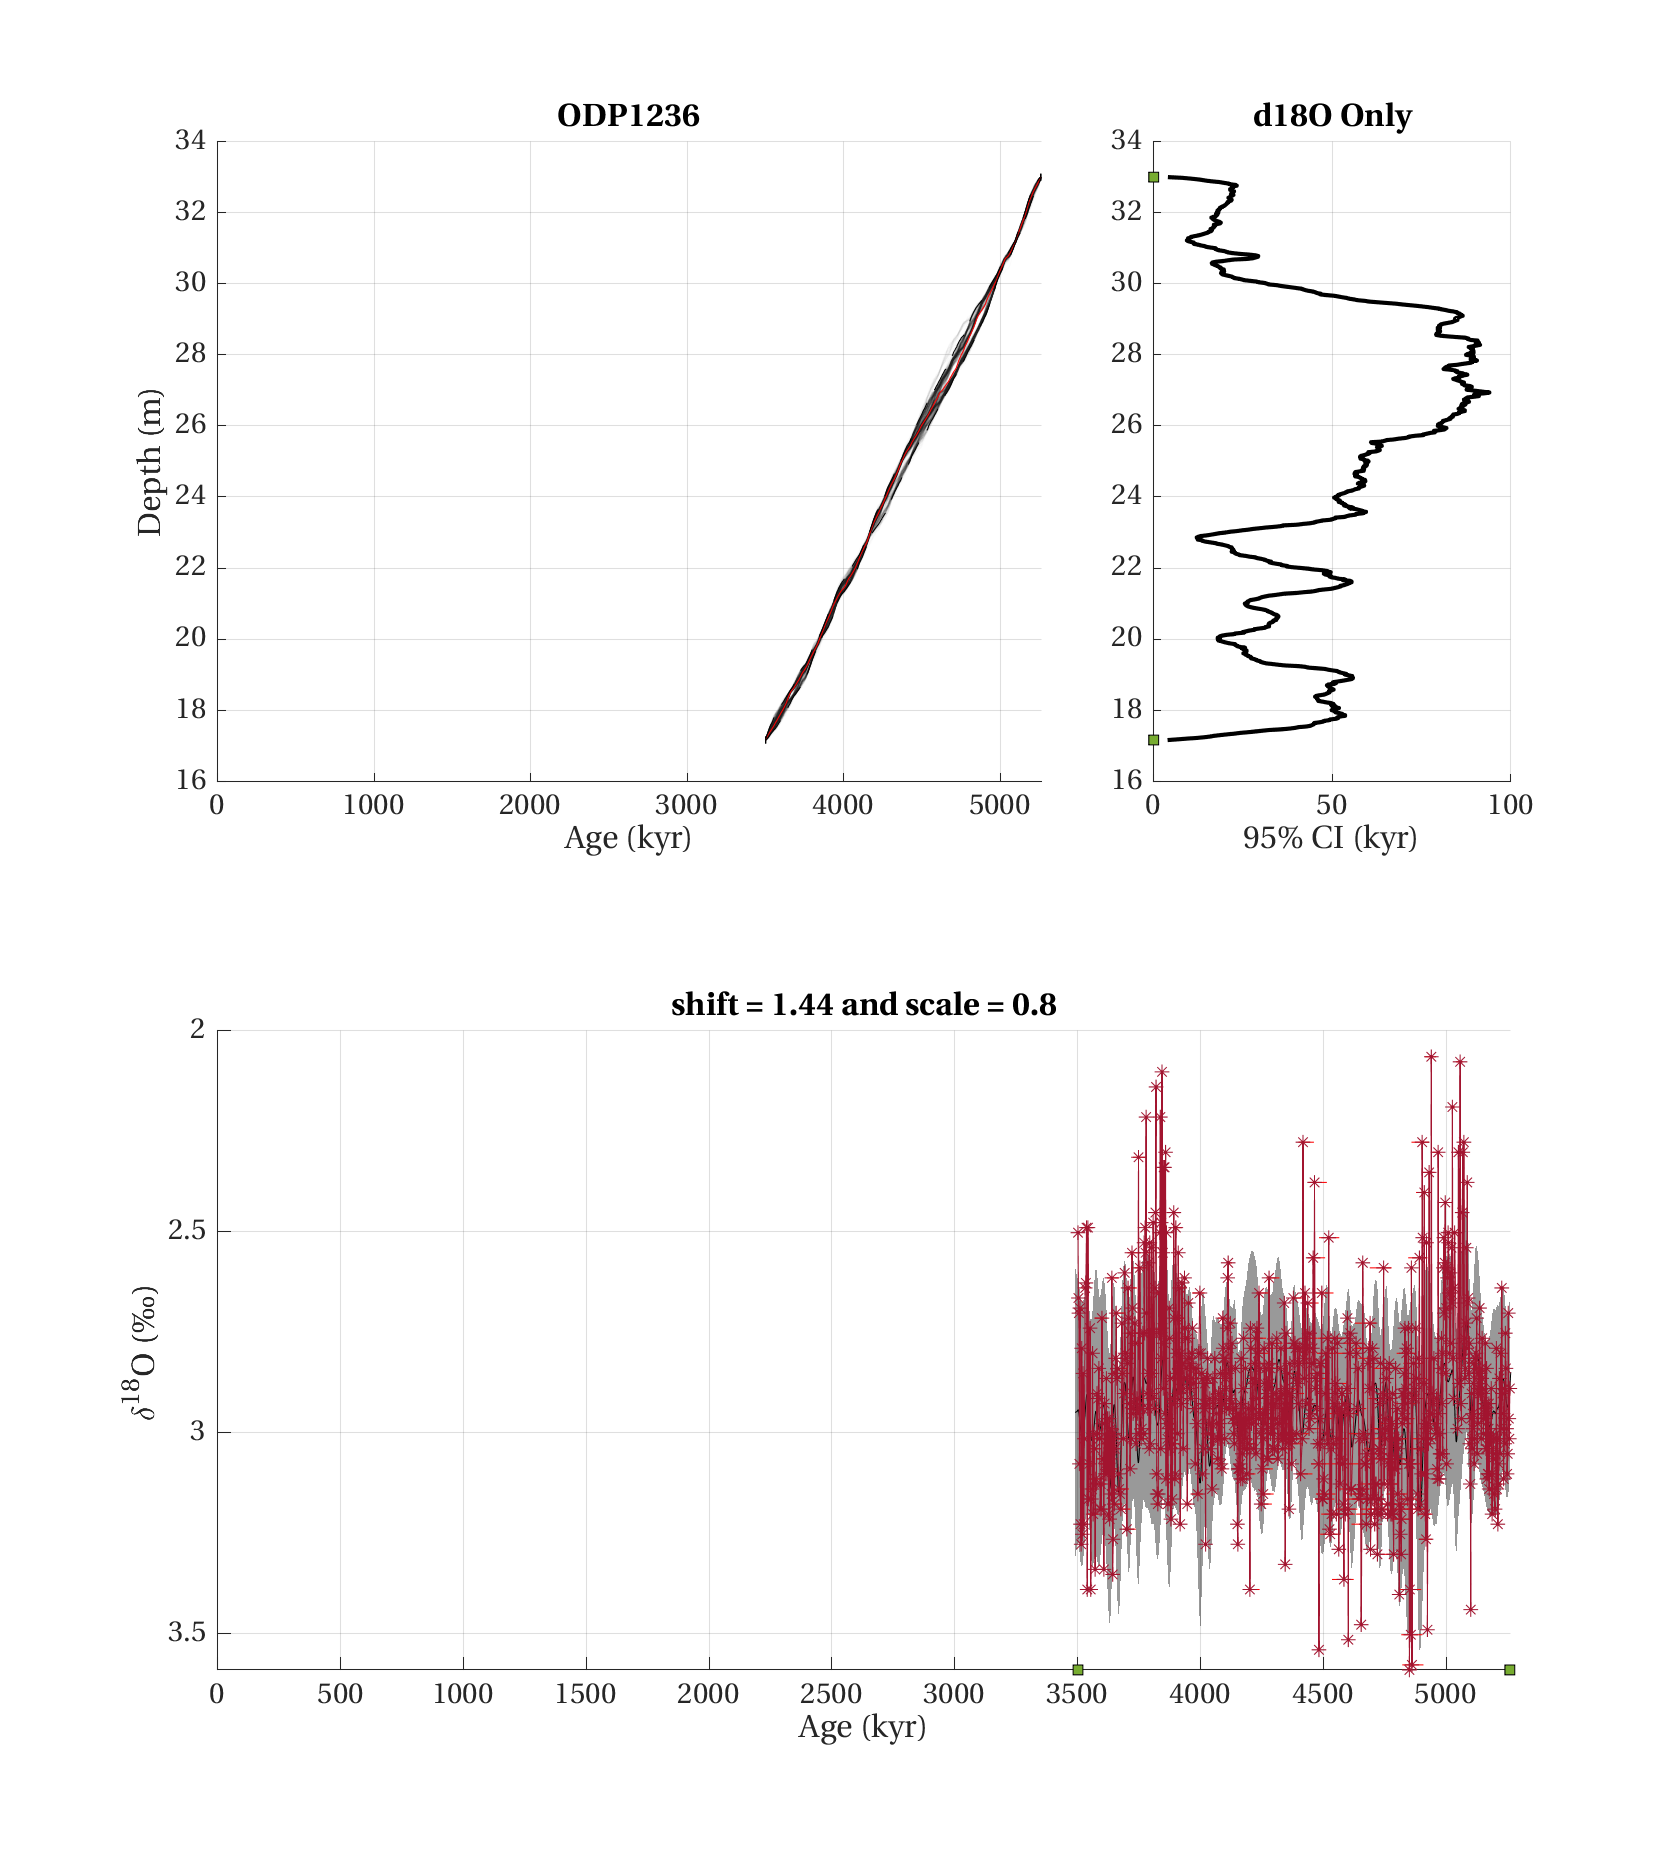 ODP1236
34
32
30
28
26
24
22
20
18
16
Depth (m)
0 1000 2000 3000 4000 5000
Age (kyr)
d18O Only
34
32
30
28
26
24
22
20
18
16
0 50 100
95% CI (kyr)
shift = 1.44 and scale = 0.8
2
2.5
3
3.5
δ18O (‰)
0 500 1000 1500 2000 2500 3000 3500 4000 4500 5000
Age (kyr)